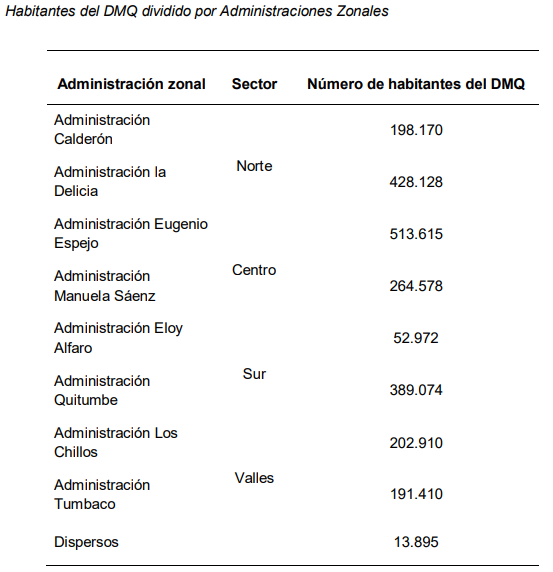 Habitantes del DMQ dividido por Administraciones Zonales
Administración zonal Sector Número de habitantes del DMQ
Administración
Calderón
198.170
Norte
Administración la
Delicia
428.128
Administración Eugenio
Espejo
513.615
Centro
Administración
Manuela Sáenz
264.578
Administración Eloy
Alfaro
52.972
Sur
Administración
Quitumbe
389.074
Administración Los
Chillos
202.910
Valles
Administración
Tumbaco
191.410
Dispersos 13.895